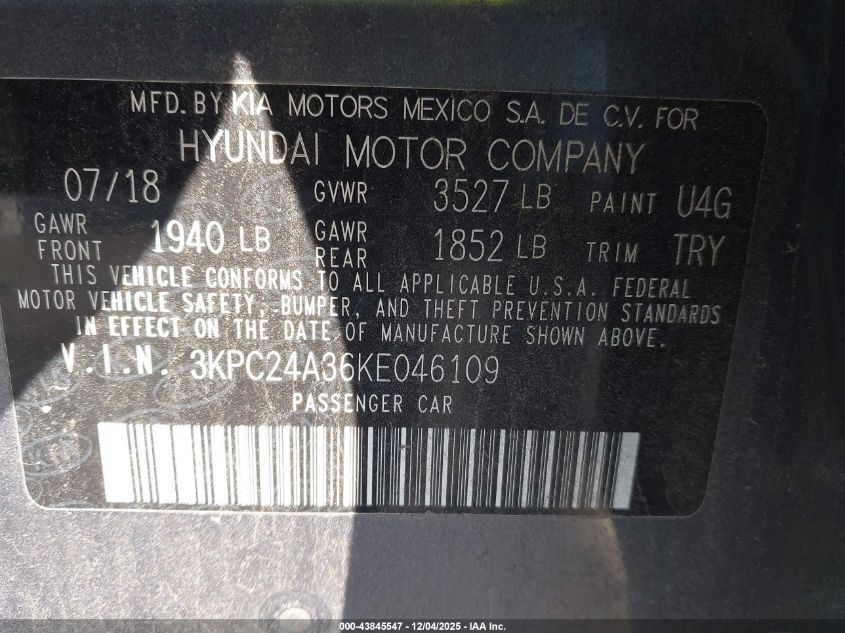 MFD. BY KIA MOTORS MEXICO S.A. DE C.V. FOR
HYUNDAI MOTOR COMPANY
07/18 GVWR 3527 LB PAINT U4G
GAWR FRONT 1940 LB GAWR REAR 1852 LB TRIM TRY
THIS VEHICLE CONFORMS TO ALL APPLICABLE U.S.A. FEDERAL
MOTOR VEHICLE SAFETY, BUMPER, AND THEFT PREVENTION STANDARDS
IN EFFECT ON THE DATE OF MANUFACTURE SHOWN ABOVE.
V.I.N. 3KPC24A36KE046109
PASSENGER CAR
000-43845547 - 12/04/2025 - IAA Inc.